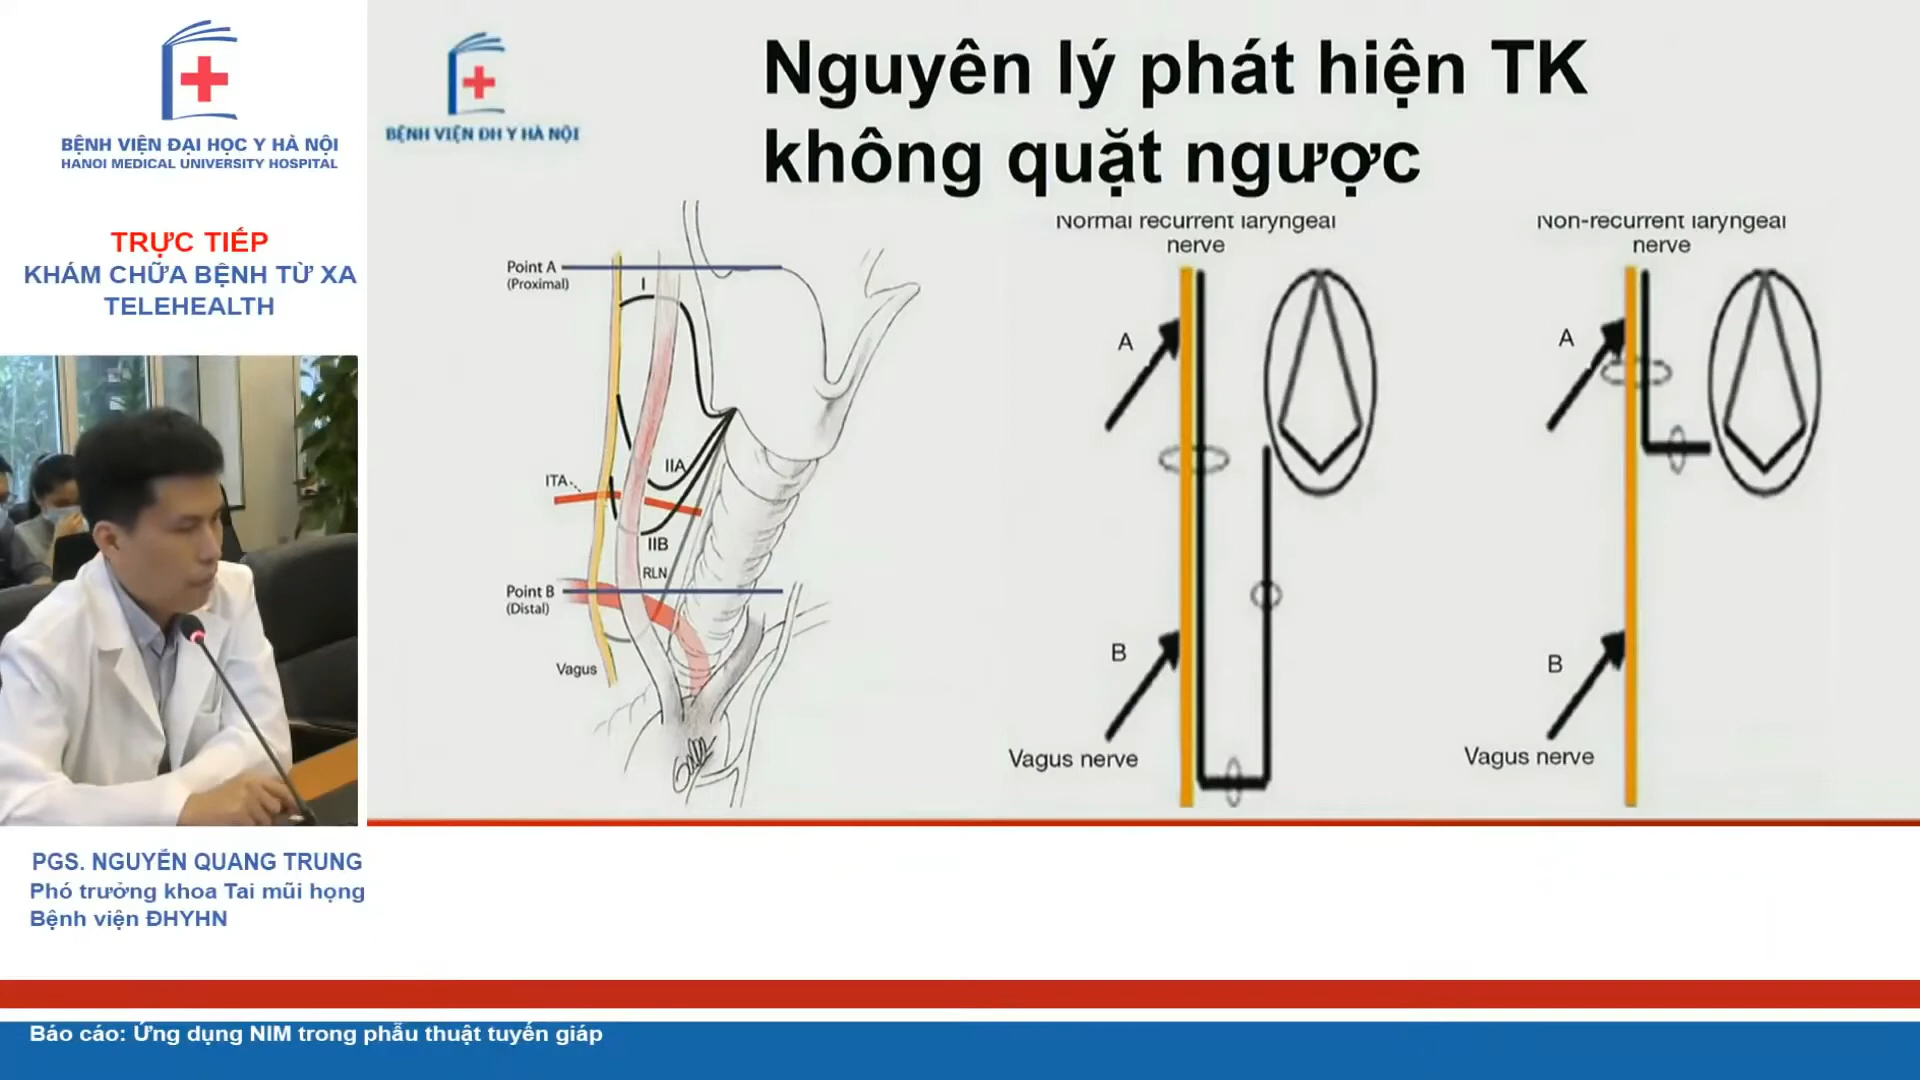 BỆNH VIỆN ĐẠI HỌC Y HÀ NỘI
HANOI MEDICAL UNIVERSITY HOSPITAL
TRỰC TIẾP
KHÁM CHỮA BỆNH TỪ XA
TELEHEALTH
BỆNH VIỆN ĐH Y HÀ NỘI
Nguyên lý phát hiện TK
không quặt ngược
Point A
(Proximal)
I
IIA
ITA
IIB
RLN
Point B
(Distal)
Vagus
Normal recurrent laryngeal
nerve
A
B
Vagus nerve
Non-recurrent laryngeal
nerve
A
B
Vagus nerve
PGS. NGUYỄN QUANG TRUNG
Phó trưởng khoa Tai mũi họng
Bệnh viện ĐHYHN
Báo cáo: Ứng dụng NIM trong phẫu thuật tuyến giáp